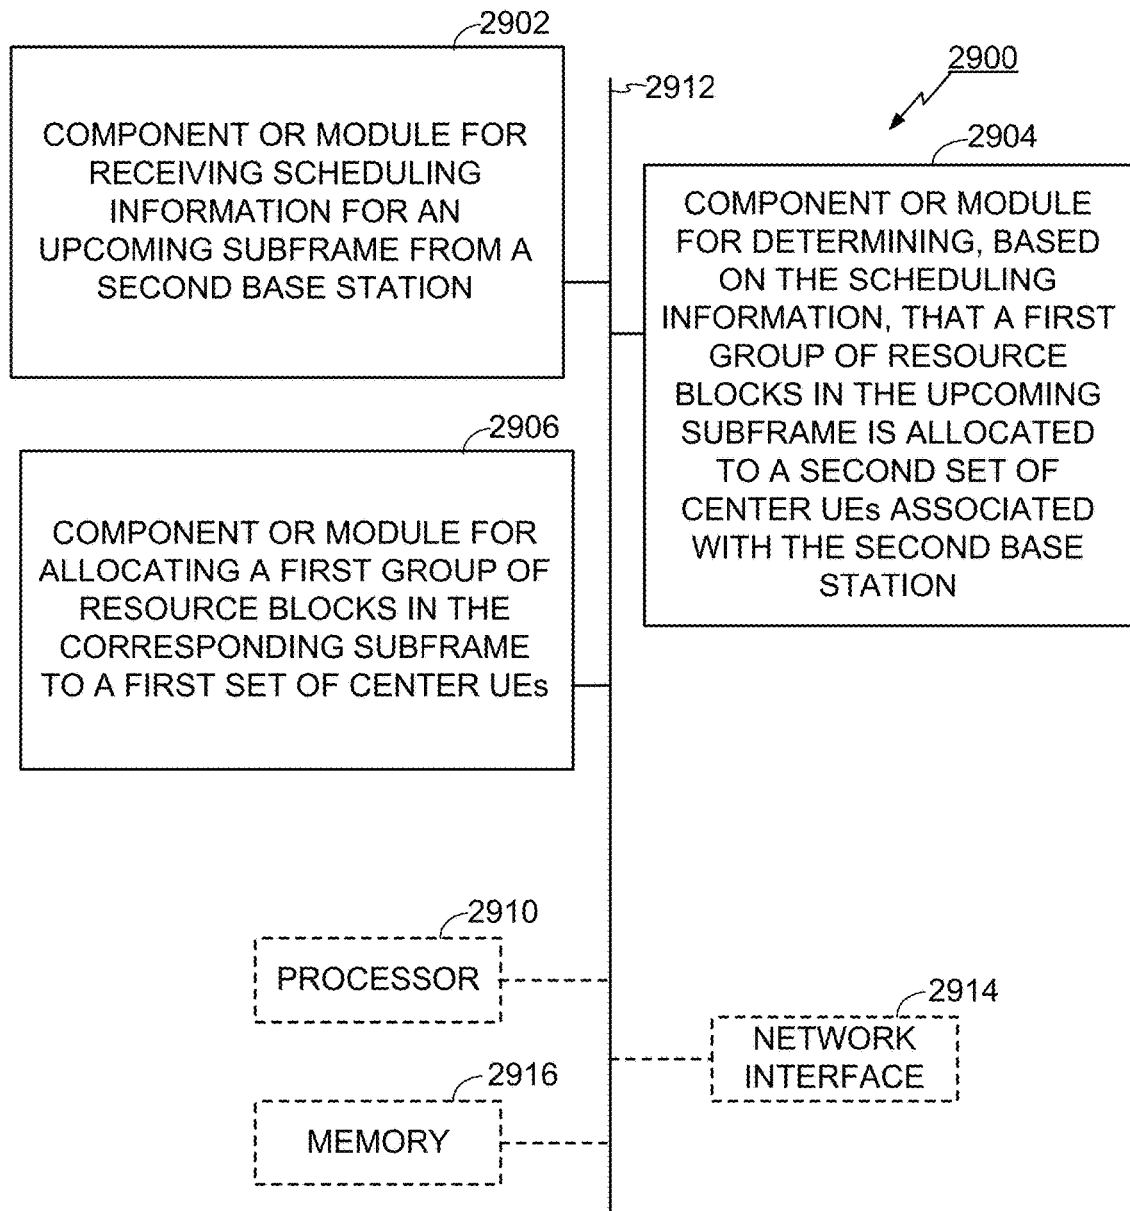 2902
COMPONENT OR MODULE FOR
RECEIVING SCHEDULING
INFORMATION FOR AN
UPCOMING SUBFRAME FROM A
SECOND BASE STATION
2912
2900
2904
COMPONENT OR MODULE
FOR DETERMINING, BASED
ON THE SCHEDULING
INFORMATION, THAT A FIRST
GROUP OF RESOURCE
BLOCKS IN THE UPCOMING
SUBFRAME IS ALLOCATED
TO A SECOND SET OF
CENTER UEs ASSOCIATED
WITH THE SECOND BASE
STATION
2906
COMPONENT OR MODULE FOR
ALLOCATING A FIRST GROUP OF
RESOURCE BLOCKS IN THE
CORRESPONDING SUBFRAME
TO A FIRST SET OF CENTER UEs
2910
PROCESSOR
2914
NETWORK
INTERFACE
2916
MEMORY